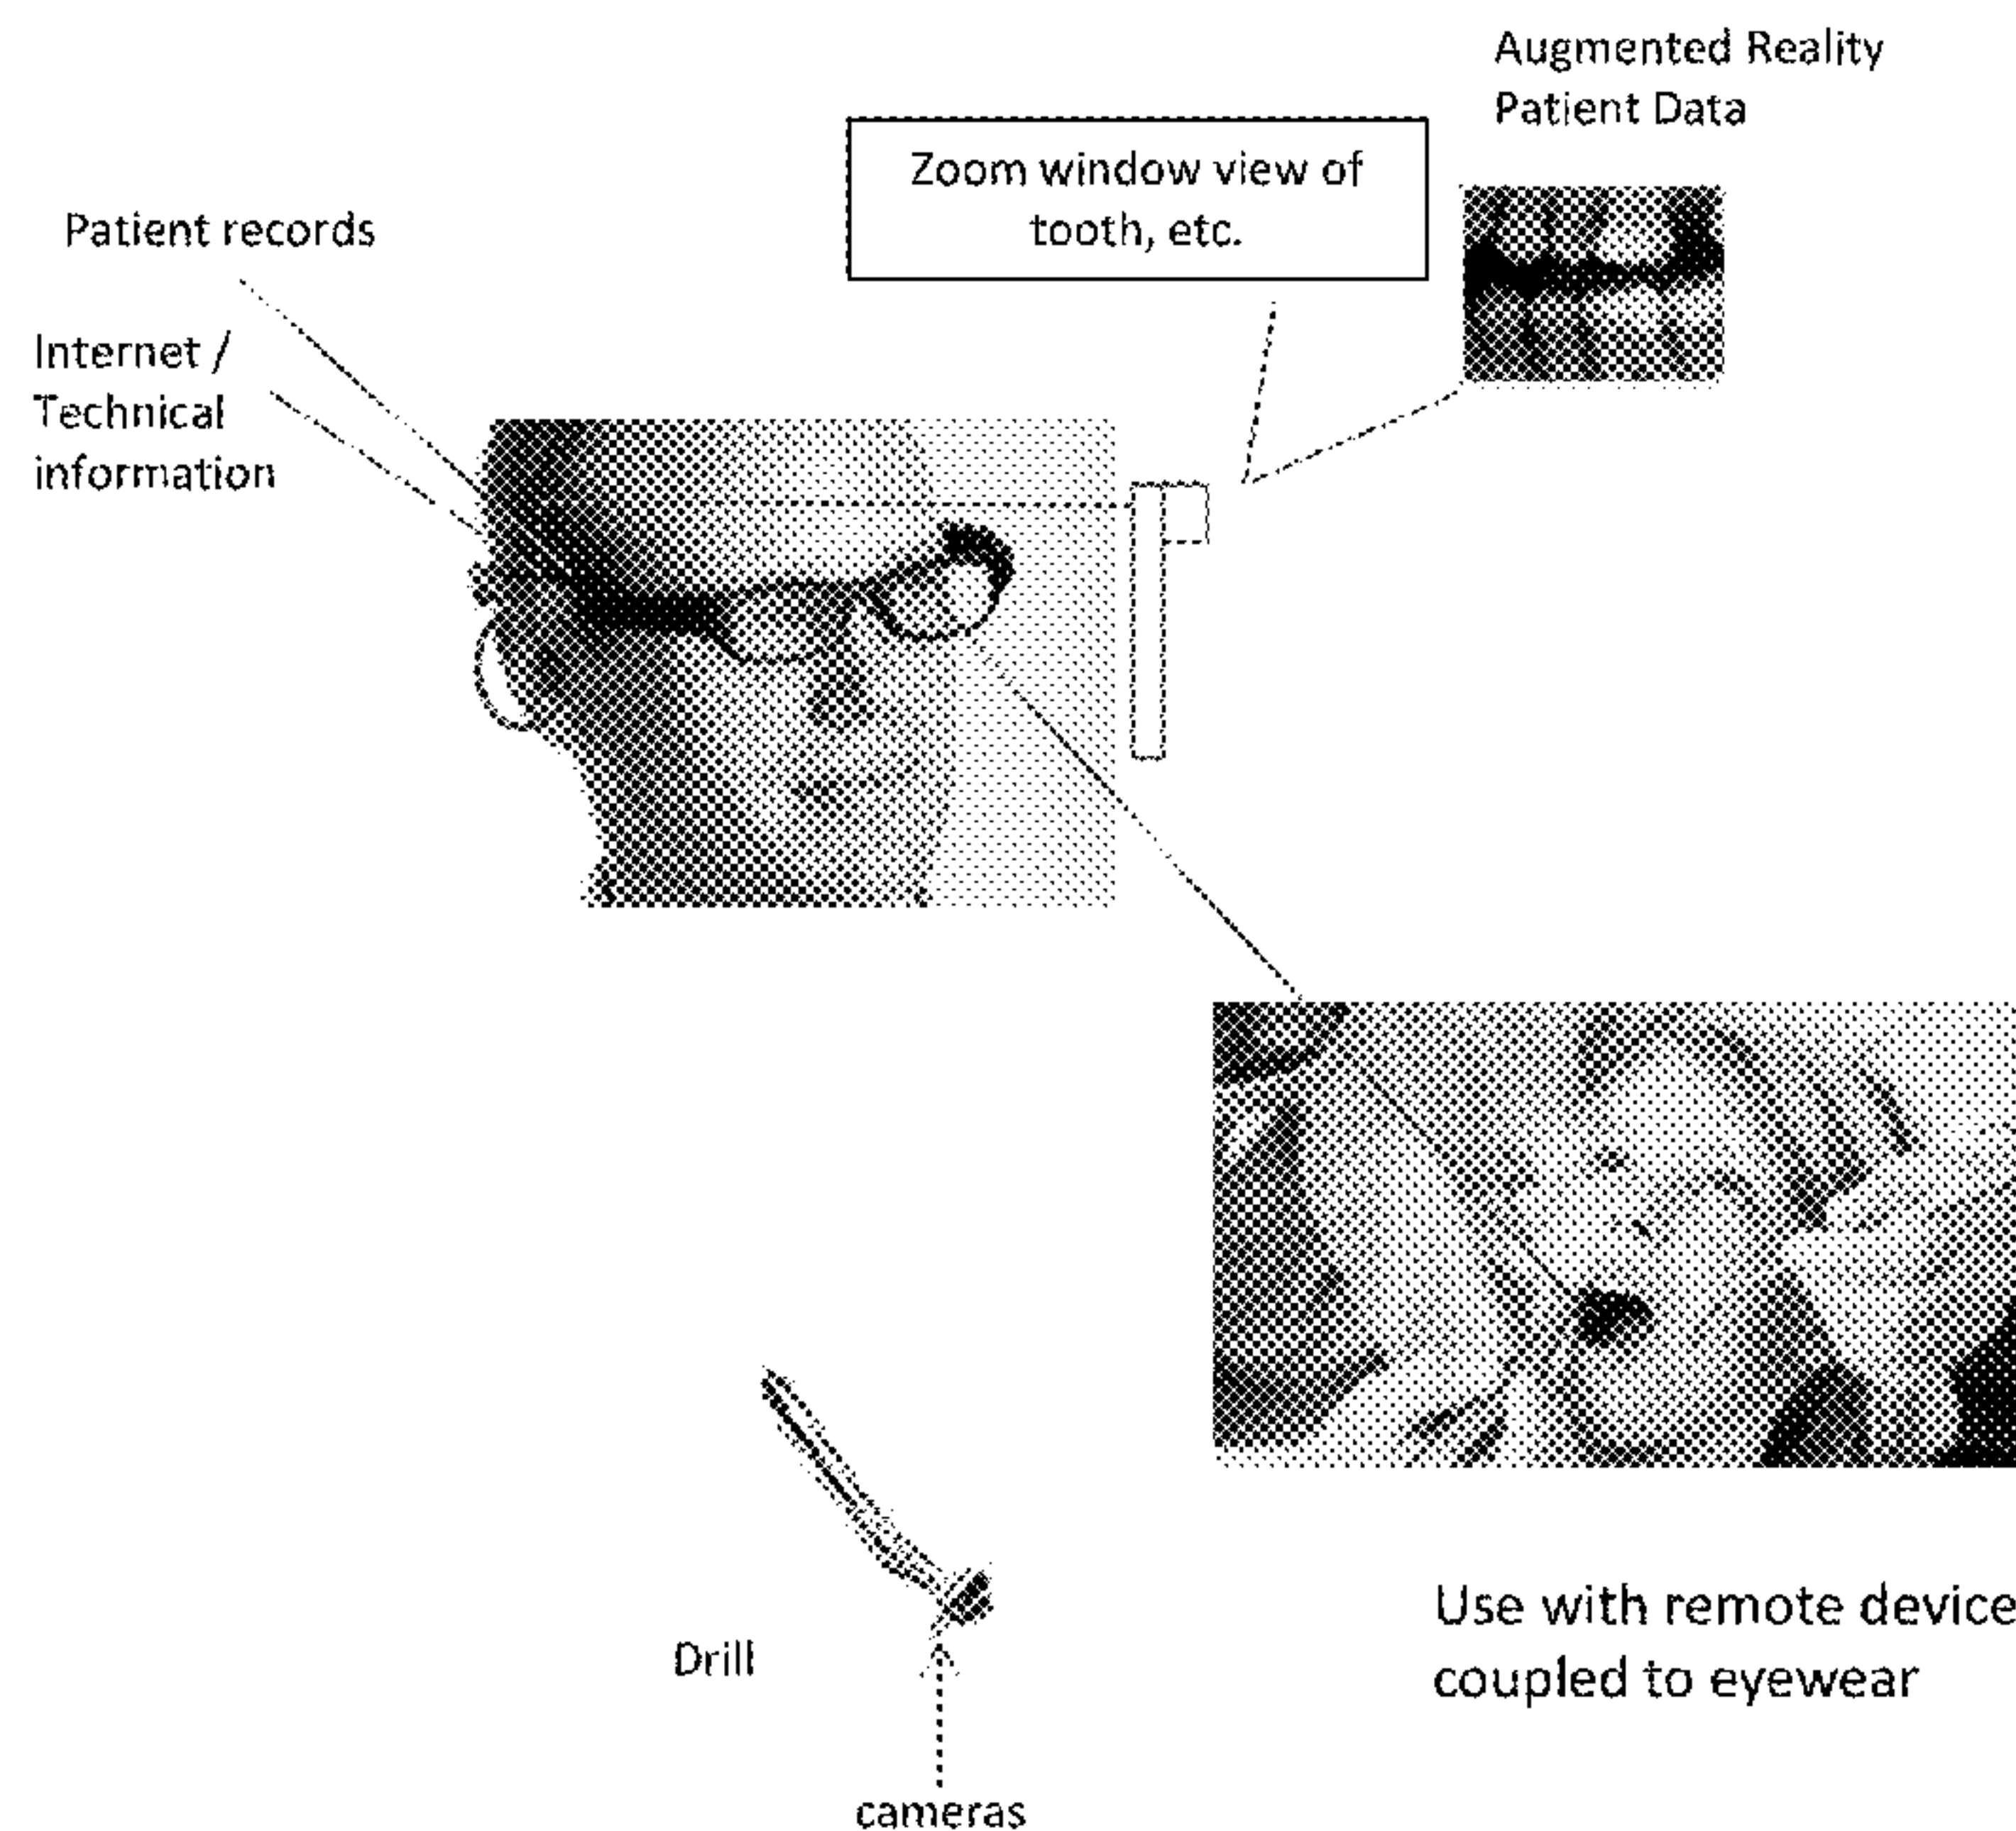 Augmented Reality
Patient Data
Zoom window view of
tooth, etc.
Patient records
Internet /
Technical
information
Drill
cameras
Use with remote device
coupled to eyewear